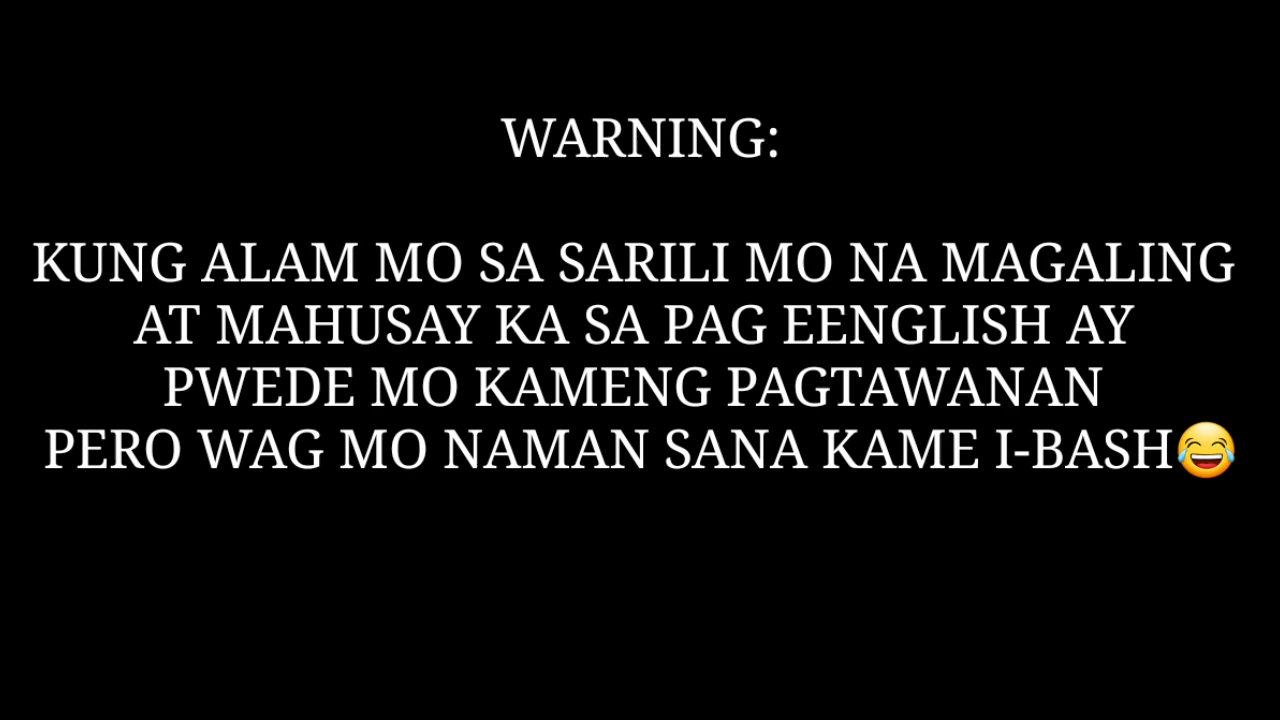 WARNING:
KUNG ALAM MO SA SARILI MO NA MAGALING
AT MAHUSAY KA SA PAG EENGLISH AY
PWEDE MO KAMENG PAGTAWANAN
PERO WAG MO NAMAN SANA KAME I-BASH😂